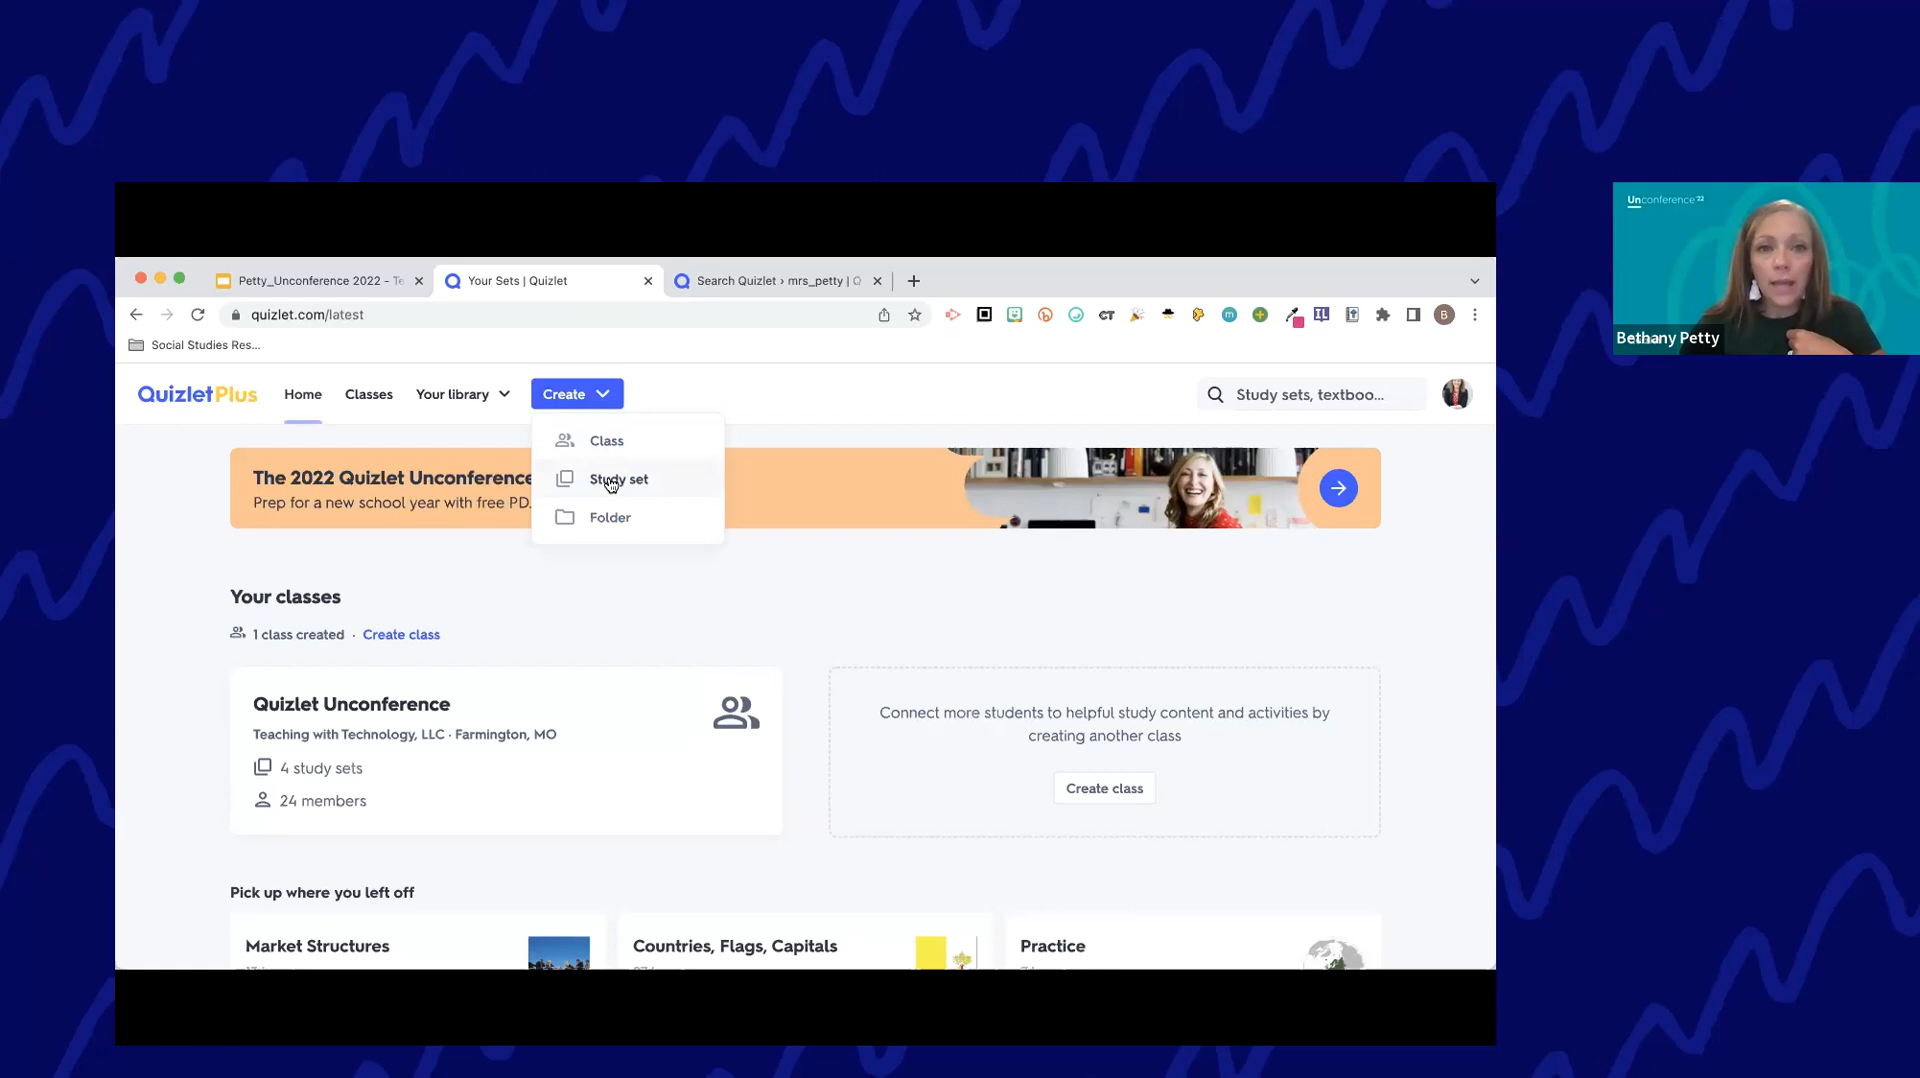 Unconference '22
Bethany Petty
Petty_Unconference 2022 - Te
Your Sets | Quizlet
Search Quizlet › mrs_petty | Q
quizlet.com/latest
CT
m
IL
B
Social Studies Res...
QuizletPlus
Home
Classes
Your library
Create
Study sets, textboo...
Class
Study set
Folder
The 2022 Quizlet Unconference
Prep for a new school year with free PD.
Your classes
1 class created · Create class
Quizlet Unconference
Teaching with Technology, LLC · Farmington, MO
4 study sets
24 members
Connect more students to helpful study content and activities by
creating another class
Create class
Pick up where you left off
Market Structures
Countries, Flags, Capitals
Practice